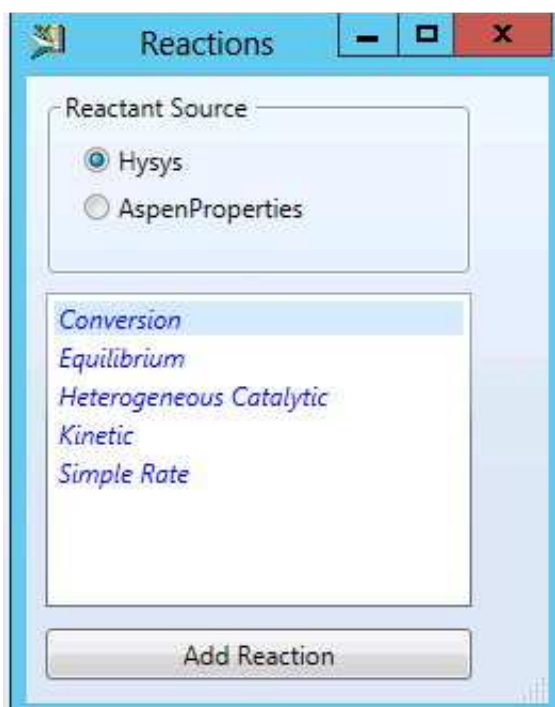 Reactions
Reactant Source
Hysys
AspenProperties
Conversion
Equilibrium
Heterogeneous Catalytic
Kinetic
Simple Rate
Add Reaction